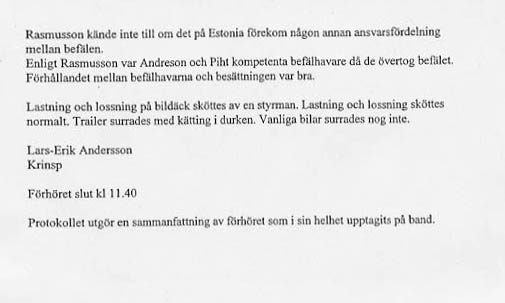 Rasmusson kände inte till om det på Estonia förekom någon annan ansvarsfördelning
mellan befälen.
Enligt Rasmusson var Andreson och Piht kompetenta befälhavare då de övertog befälet.
Förhållandet mellan befälhavarna och besättningen var bra.
Lastning och lossning på bildäck sköttes av en styrman. Lastning och lossning sköttes
normalt. Trailer surrades med kätting i durken. Vanliga bilar surrades nog inte.
Lars-Erik Andersson
Krinsp
Förhöret slut kl 11.40
Protokollet utgör en sammanfattning av förhöret som i sin helhet upptagits på band.